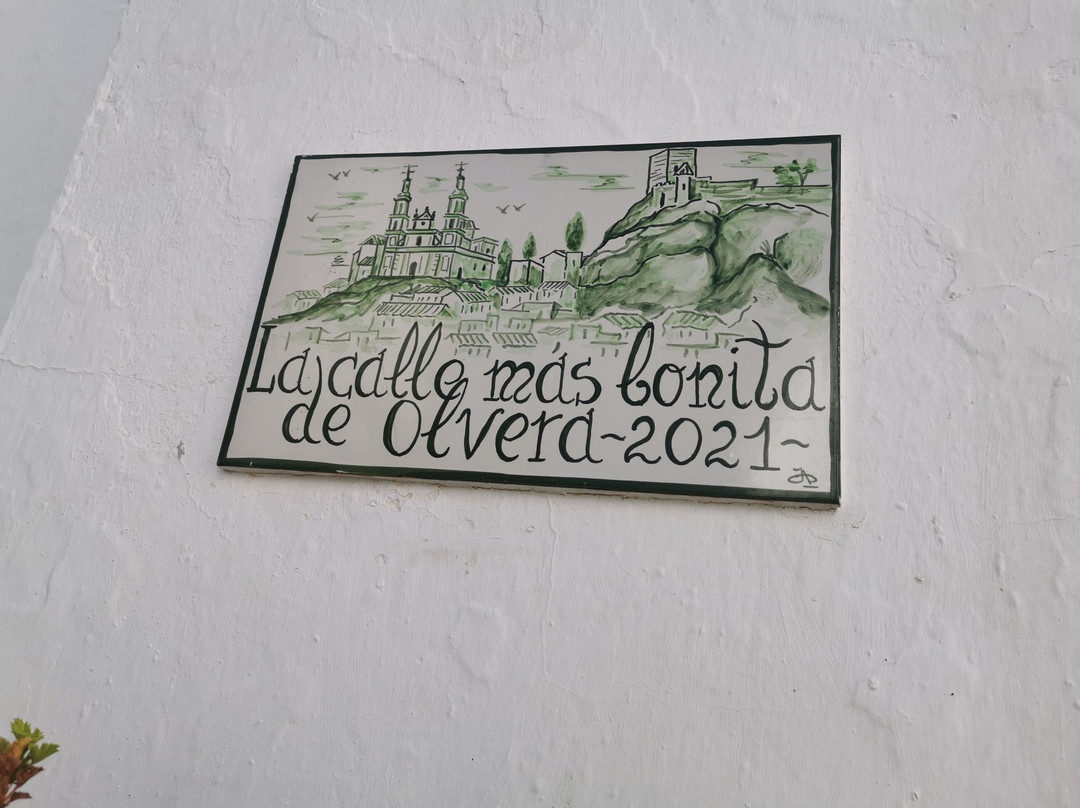 La calle más bonita
de Olvera ~2021~